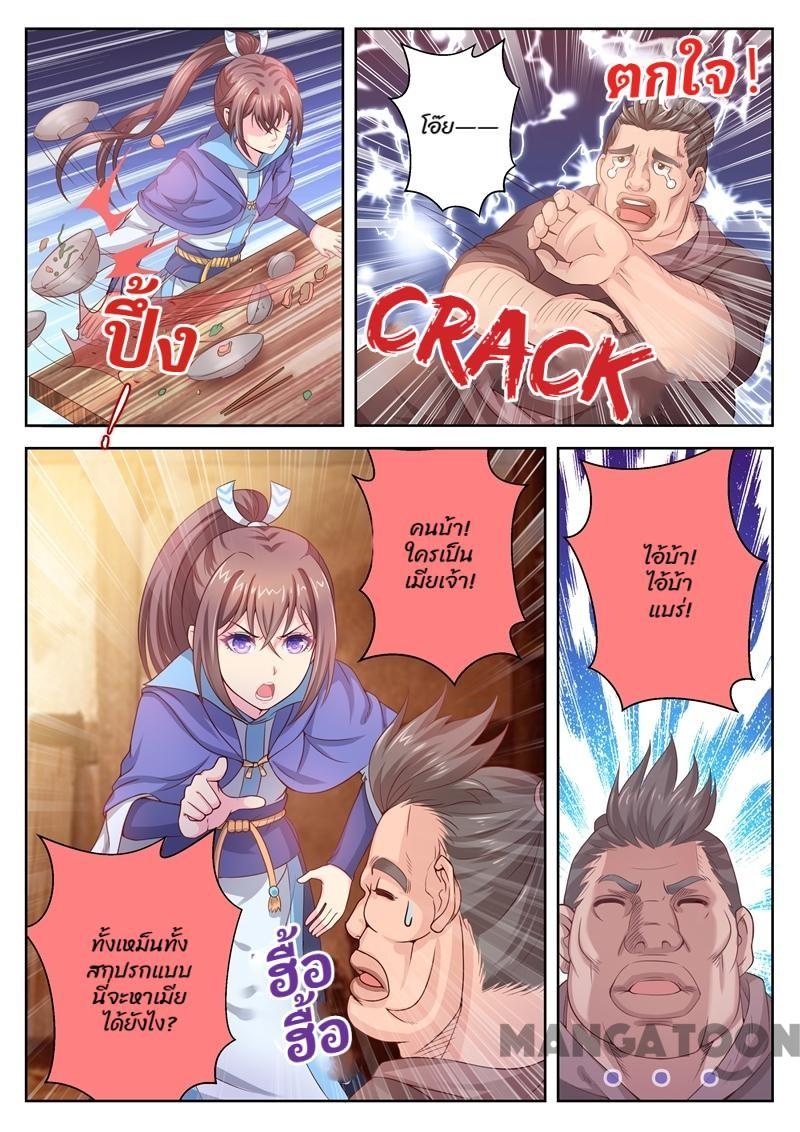 ปึ้ง
!
โอ๊ย——
ตกใจ!
CRACK
คนบ้า!
ใครเป็น
เมียเจ้า!
ทั้งเหม็นทั้ง
สกปรกแบบ
นี้จะหาเมีย
ได้ยังไง?
ฮื้อ
ฮื้อ
ไอ้บ้า!
ไอ้บ้า
แบร่!
MANGATOON